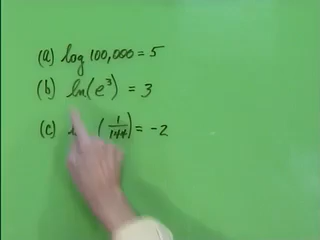 (a) log 100,000 = 5
(b) ln(e³) = 3
(c) (1/144) = -2